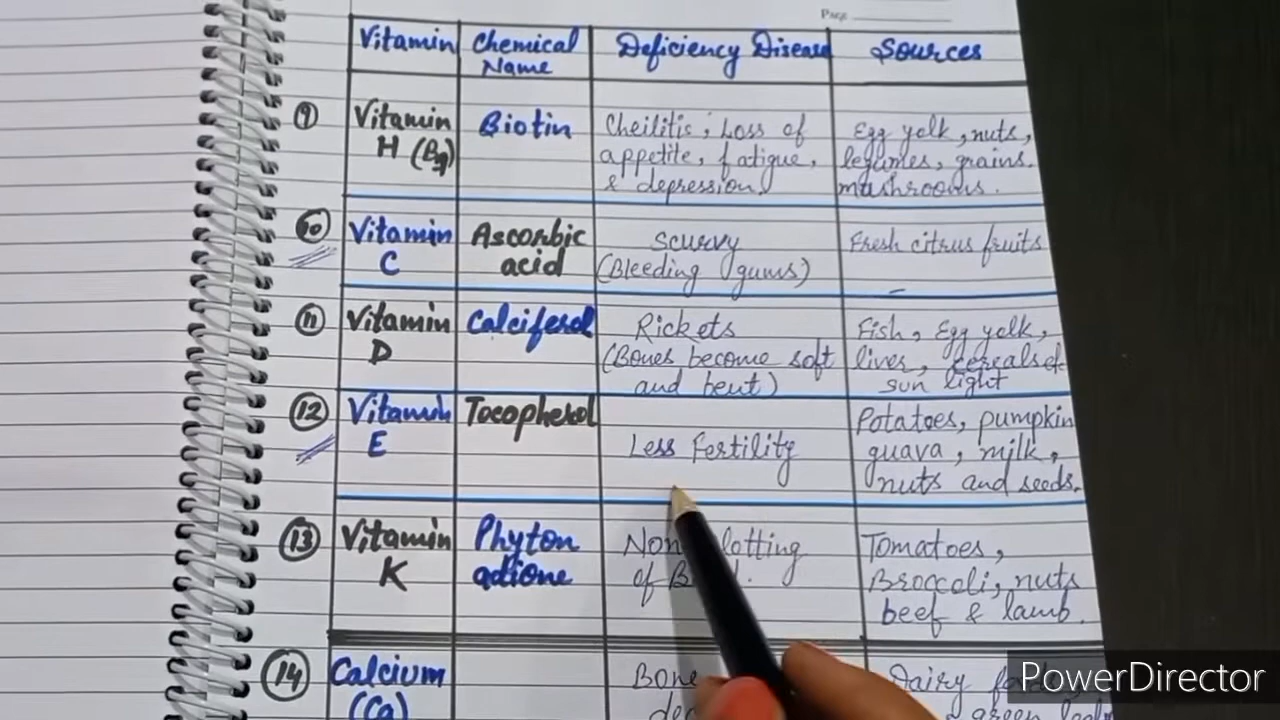 Page
Vitamin Chemical Name Deficiency Disease Sources
9 Vitamin H Biotin Cheilitis, Loss of appetite, fatigue, & depression. Egg yolk, nuts, legumes, grains. mushrooms.
10 Vitamin C Ascorbic acid Scurvy (Bleeding gums) Fresh citrus fruits
11 Vitamin D Calciferol Rickets (Bones become soft and bent) Fish, Egg yolk, liver, cereals & sun light
12 Vitamin E Tocopherol Less Fertility Potatoes, pumpkin guava, milk, nuts and seeds.
13 Vitamin K Phyton adione Non of Tomatoes, Broccoli, nuts beef & lamb.
14 Calcium (Ca) Bone Dairy green
PowerDirector